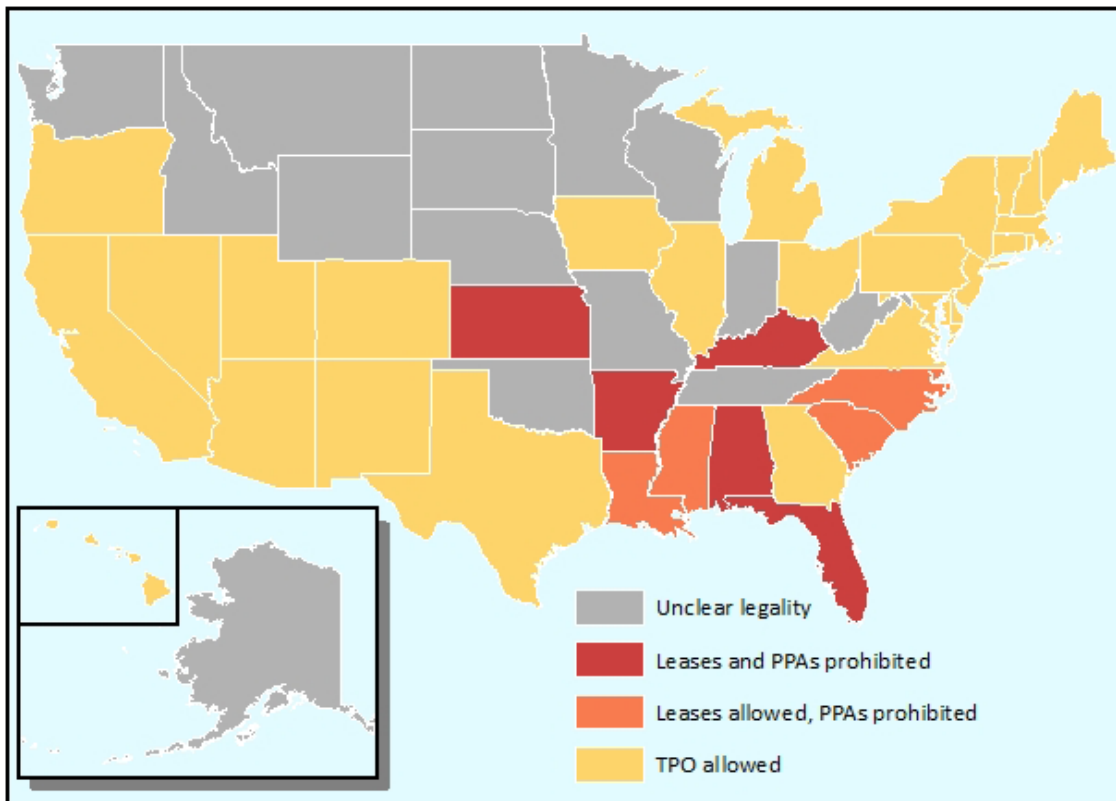 Unclear legality
Leases and PPAs prohibited
Leases allowed, PPAs prohibited
TPO allowed